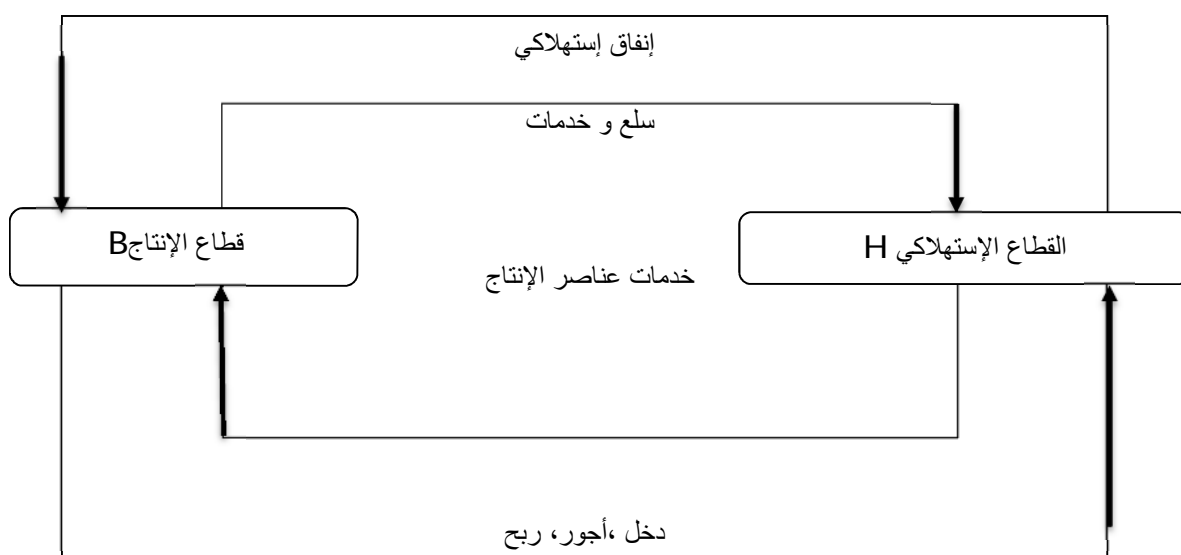 إنفاق إستهلاكي
سلع و خدمات
القطاع الإستهلاكي H
قطاع الإنتاجB
خدمات عناصر الإنتاج
دخل ،أجور، ربح